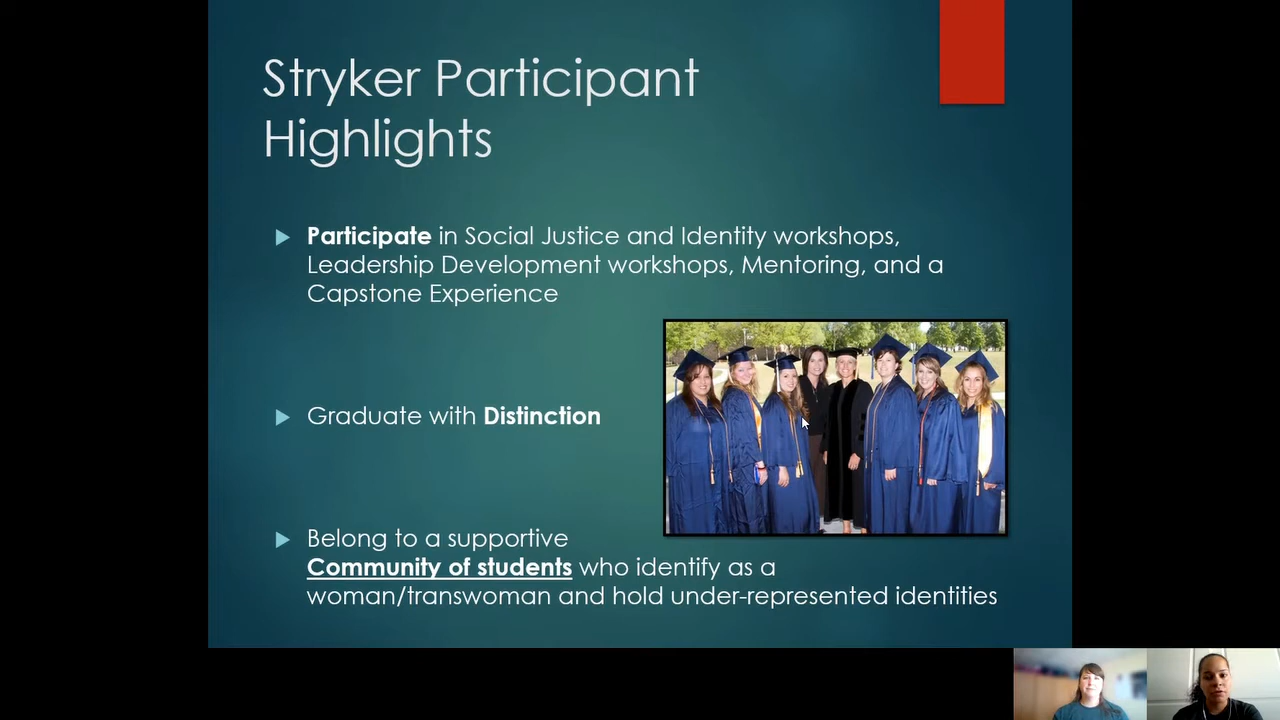 Stryker Participant
Highlights
Participate in Social Justice and Identity workshops,
Leadership Development workshops, Mentoring, and a
Capstone Experience
Graduate with Distinction
Belong to a supportive
Community of students who identify as a
woman/transwoman and hold under-represented identities